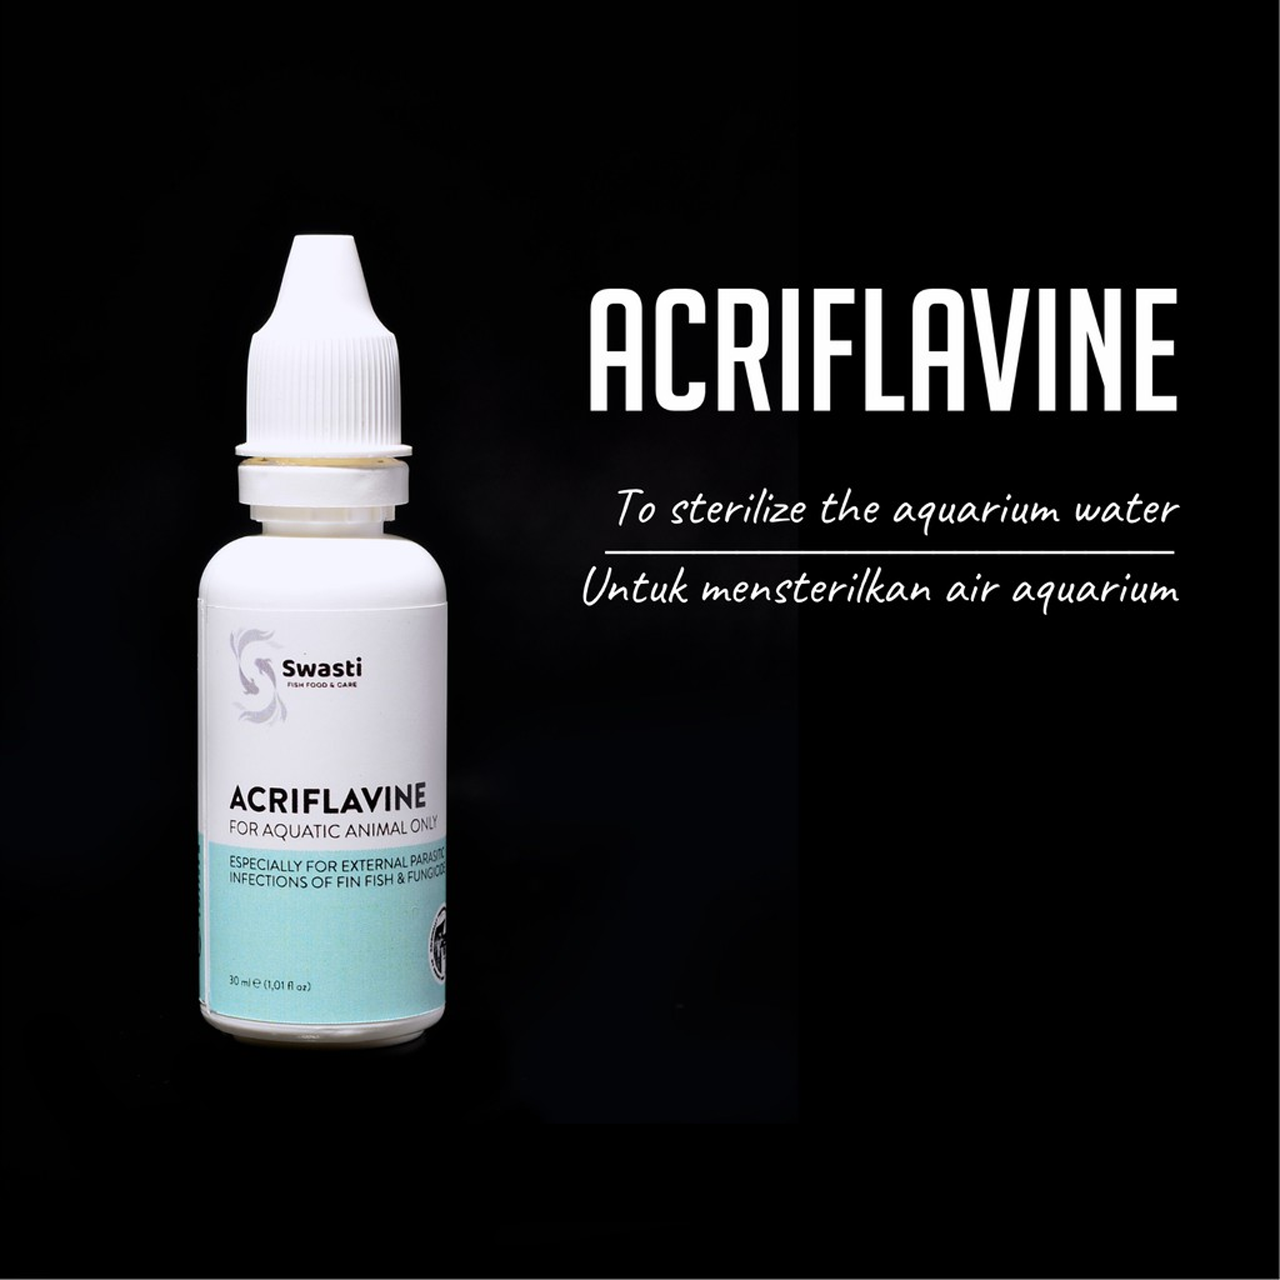 ACRIFLAVINE
To sterilize the aquarium water
Untuk mensterilkan air aquarium
Swasti
FISH FOOD & CARE
ACRIFLAVINE
FOR AQUATIC ANIMAL ONLY
ESPECIALLY FOR EXTERNAL PARASITIC
INFECTIONS OF FIN FISH &
30 ml ℮ (1,01 fl oz)